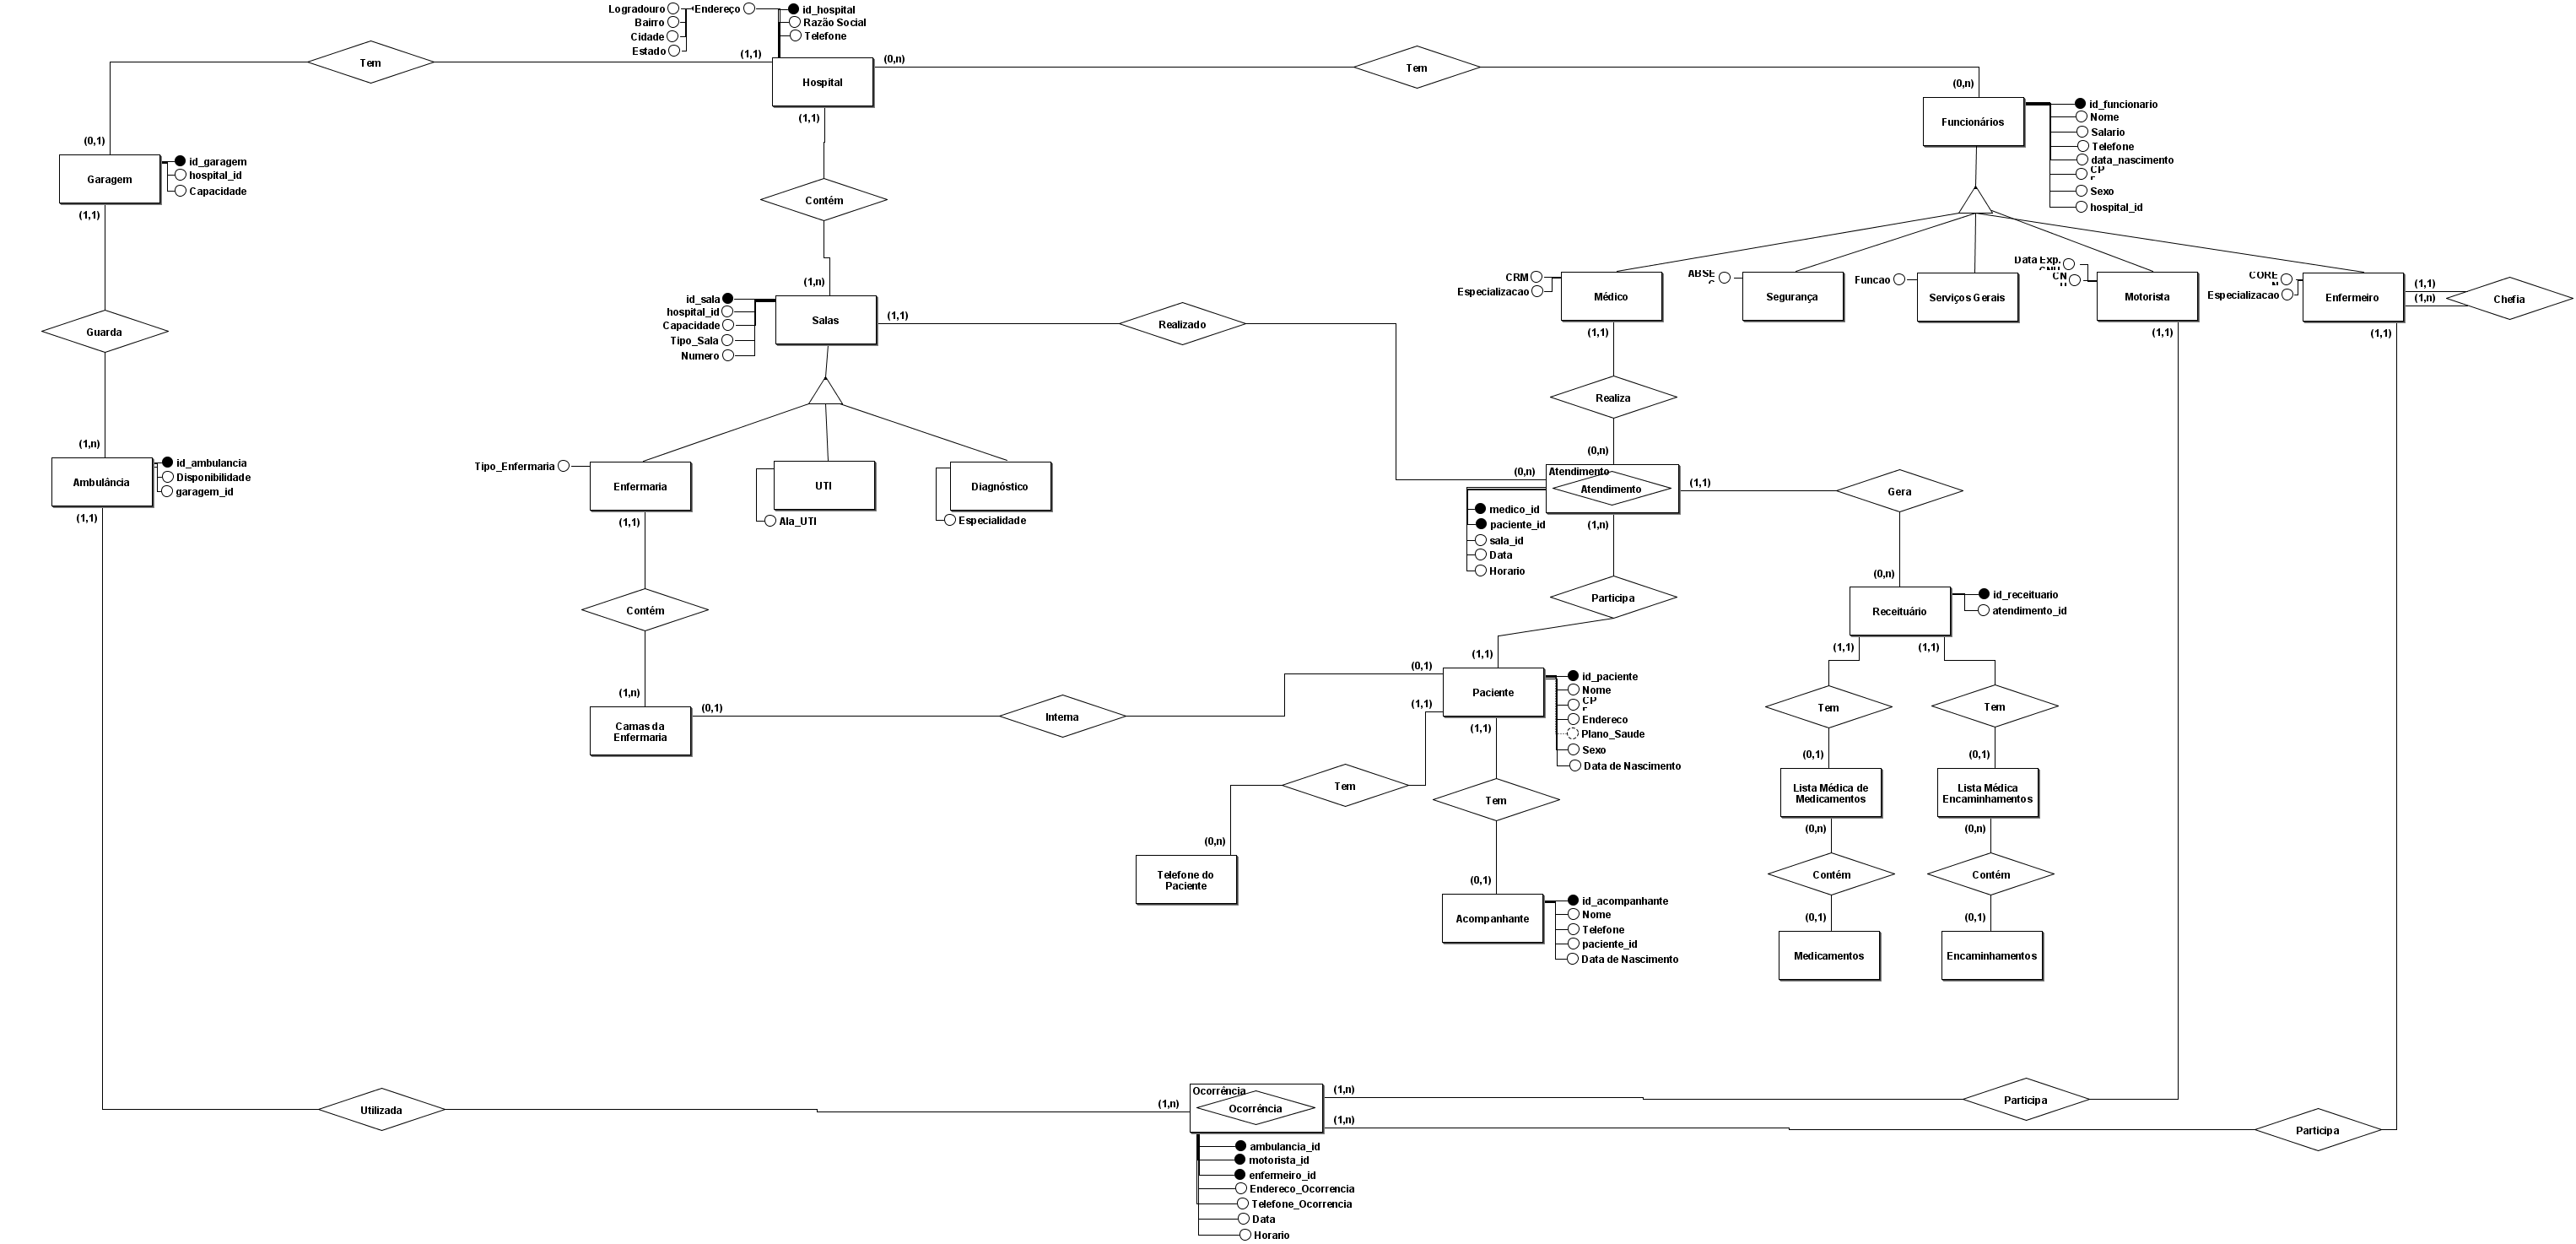 Logradouro
Endereço
Bairro
Cidade
Estado
id_hospital
Razão Social
Telefone
Tem
(1,1)
Hospital
(0,n)
Tem
(0,n)
(1,1)
(0,1)
Garagem
id_garagem
hospital_id
Capacidade
(1,1)
Funcionários
id_funcionario
Nome
Salario
Telefone
data_nascimento
Sexo
hospital_id
Contém
(1,n)
Guarda
id_sala
hospital_id
Capacidade
Tipo_Sala
Numero
Salas
(1,1)
Realizado
CRM
Especializacao
Médico
(1,1)
ABSE
Segurança
Funcao
Serviços Gerais
Data Exp.
CN
Motorista
(1,1)
CORE
Especializacao
Enfermeiro
(1,1)
(1,n)
Chefia
(1,1)
Realiza
(0,n)
(1,n)
Ambulância
id_ambulancia
Disponibilidade
garagem_id
(1,1)
Tipo_Enfermaria
Enfermaria
UTI
Diagnóstico
(1,1)
Ala_UTI
Especialidade
(0,n)
Atendimento
Atendimento
(1,1)
Gera
medico_id
paciente_id
sala_id
Data
Horario
(1,n)
Contém
Participa
(0,n)
Receituário
id_receituario
atendimento_id
(1,1)
(1,1)
(1,1)
(0,1)
(1,n)
Camas da
Enfermaria
(0,1)
Interna
(1,1)
Paciente
id_paciente
Nome
CP
Endereco
Plano_Saude
Sexo
Data de Nascimento
(1,1)
Tem
Tem
Tem
Tem
(0,1)
(0,1)
Lista Médica de
Medicamentos
Lista Médica
Encaminhamentos
(0,n)
(0,n)
(0,n)
Telefone do
Paciente
(0,1)
Contém
Contém
Acompanhante
id_acompanhante
Nome
Telefone
paciente_id
Data de Nascimento
(0,1)
(0,1)
Medicamentos
Encaminhamentos
Utilizada
(1,n)
Ocorrência
Ocorrência
(1,n)
(1,n)
Participa
Participa
ambulancia_id
motorista_id
enfermeiro_id
Endereco_Ocorrencia
Telefone_Ocorrencia
Data
Horario